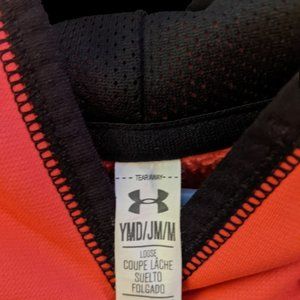 TEAR AWAY
YMD/JM/M
LOOSE
COUPE LÂCHE
SUELTO
FOLGADO